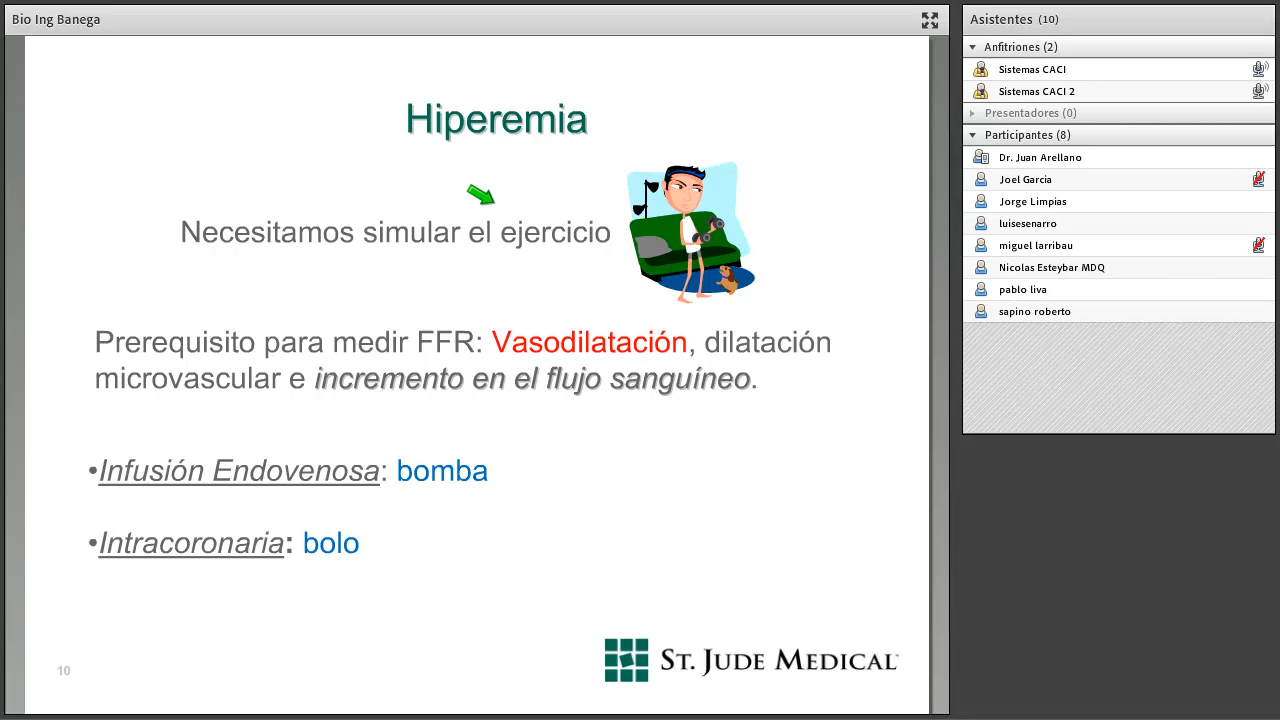 Bio Ing Banega
Hiperemia
Necesitamos simular el ejercicio
Prerequisito para medir FFR: Vasodilatación, dilatación
microvascular e incremento en el flujo sanguíneo.
•Infusión Endovenosa: bomba
•Intracoronaria: bolo
10
ST. JUDE MEDICAL
Asistentes (10)
Anfitriones (2)
Sistemas CACI
Sistemas CACI 2
Presentadores (0)
Participantes (8)
Dr. Juan Arellano
Joel Garcia
Jorge Limpias
luisesenarro
miguel larribau
Nicolas Esteybar MDQ
pablo liva
sapino roberto